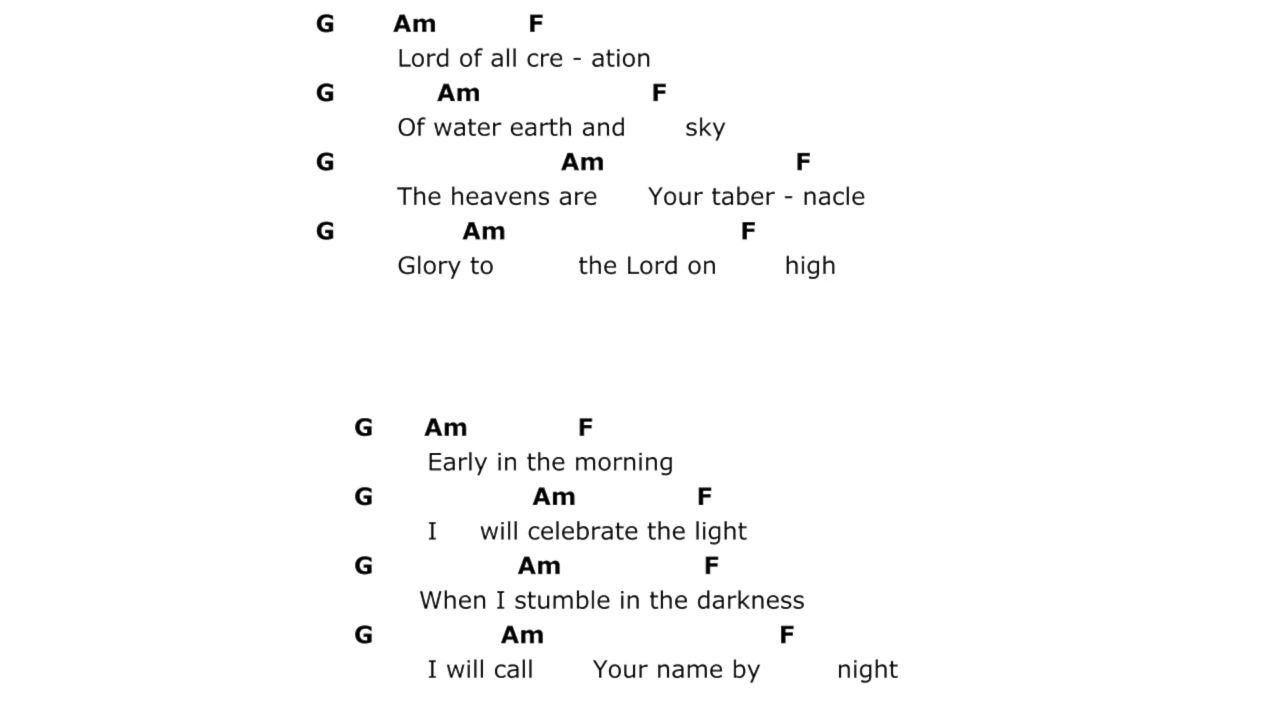 G Am F
Lord of all cre - ation
G Am F
Of water earth and sky
G Am F
The heavens are Your taber - nacle
G Am F
Glory to the Lord on high
G Am F
Early in the morning
G Am F
I will celebrate the light
G Am F
When I stumble in the darkness
G Am F
I will call Your name by night